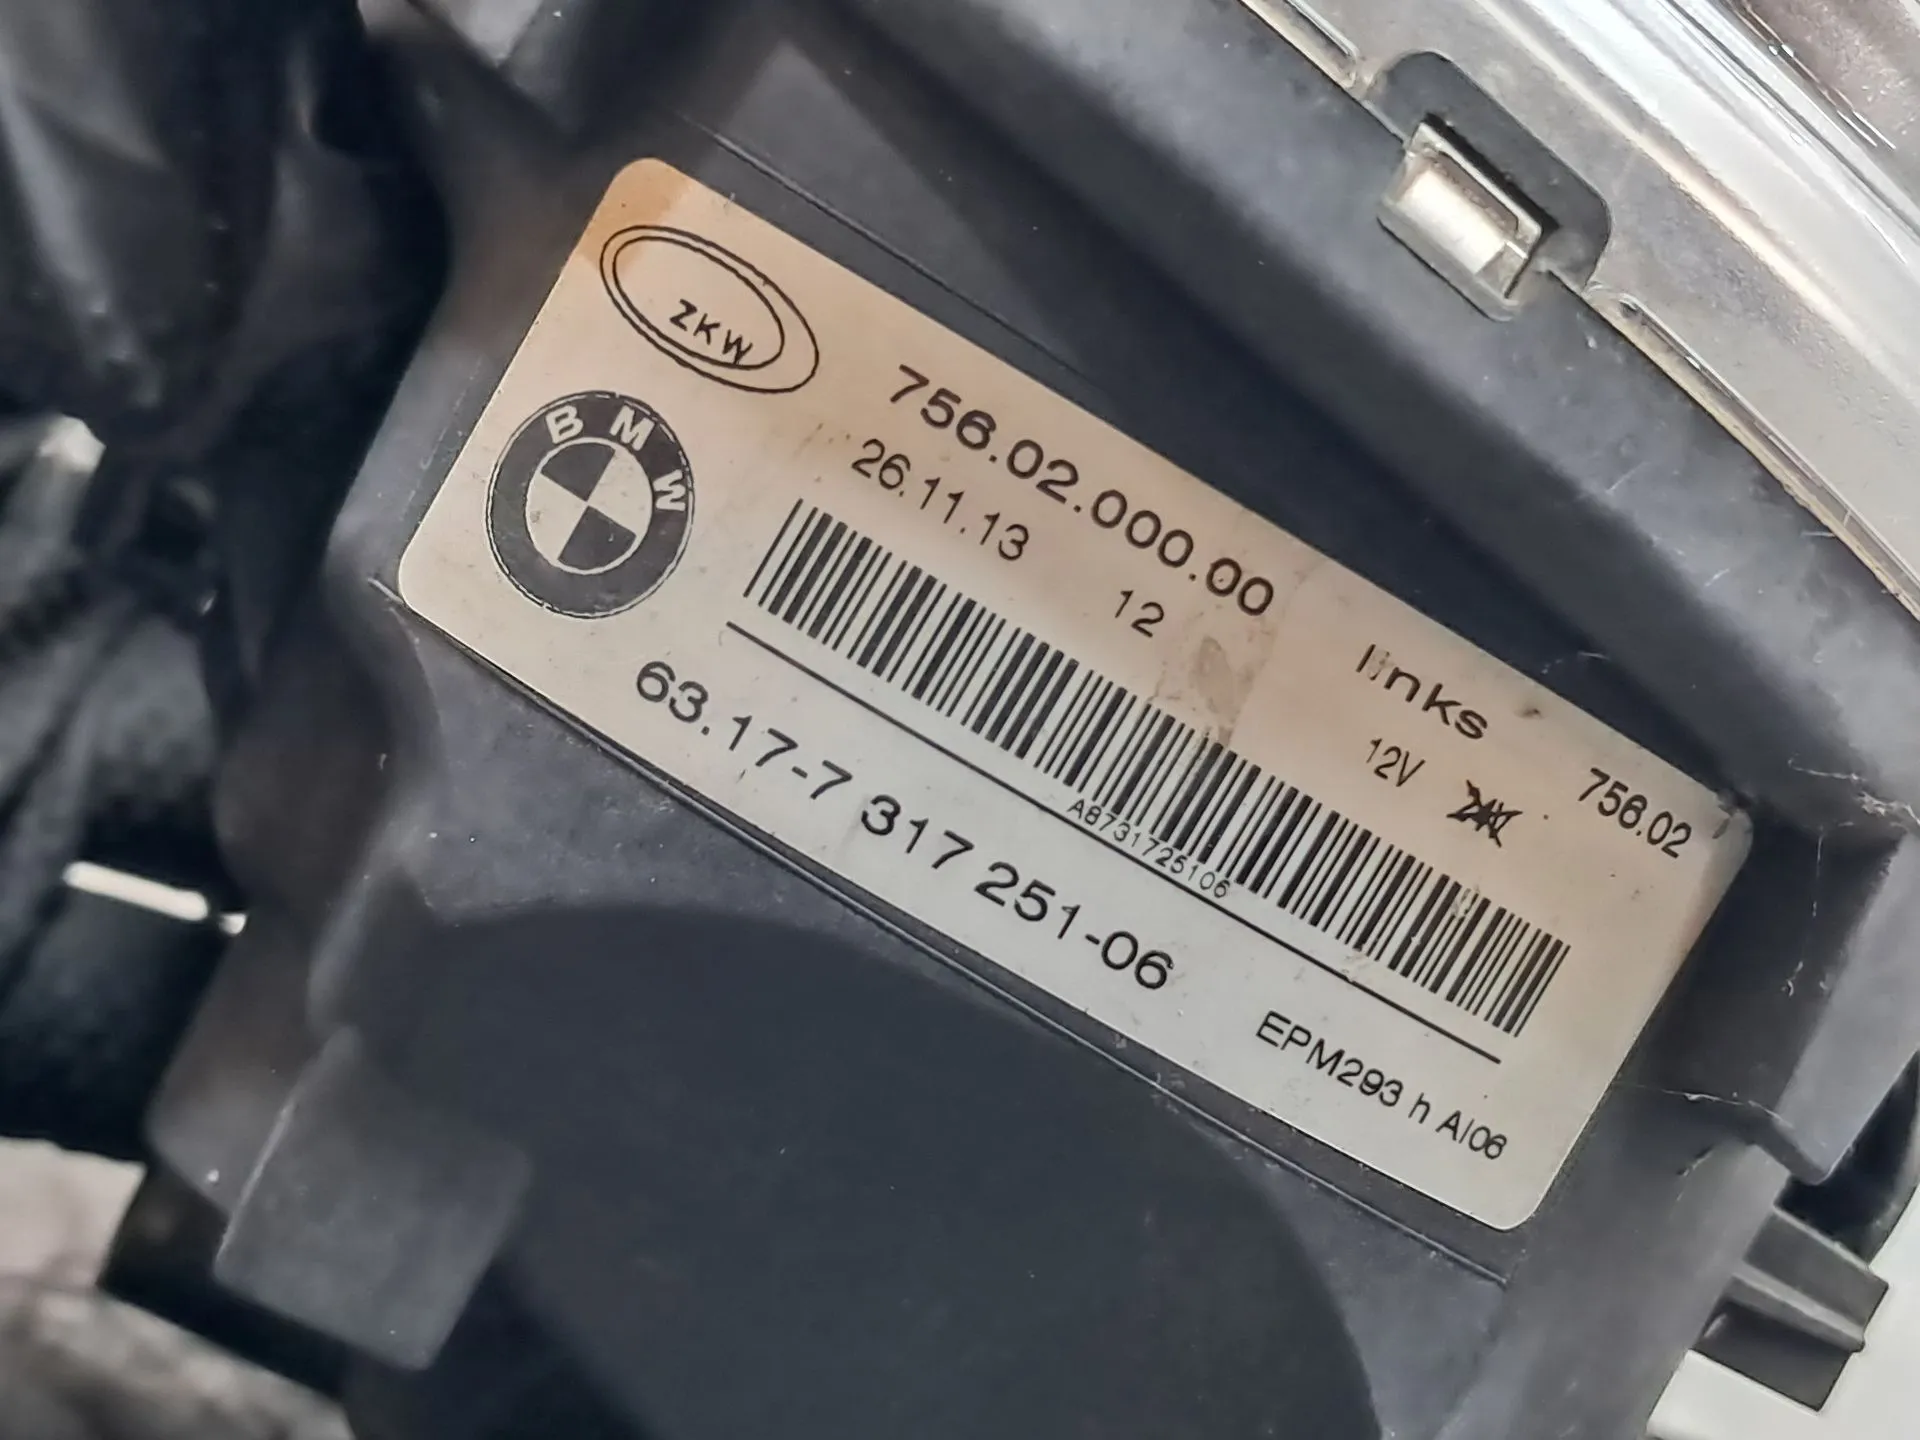 ZKW
BMW
756.02.000.00
26.11.13 12
links 756.02
12V
A8731725106
63.17-7 317 251-06
EPM293 h AI06